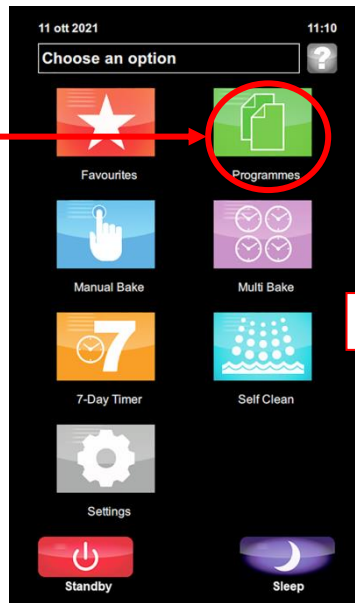 11 ott 2021 11:10
Choose an option ?
Favourites Programmes
Manual Bake Multi Bake
7
7-Day Timer Self Clean
Settings
Standby Sleep